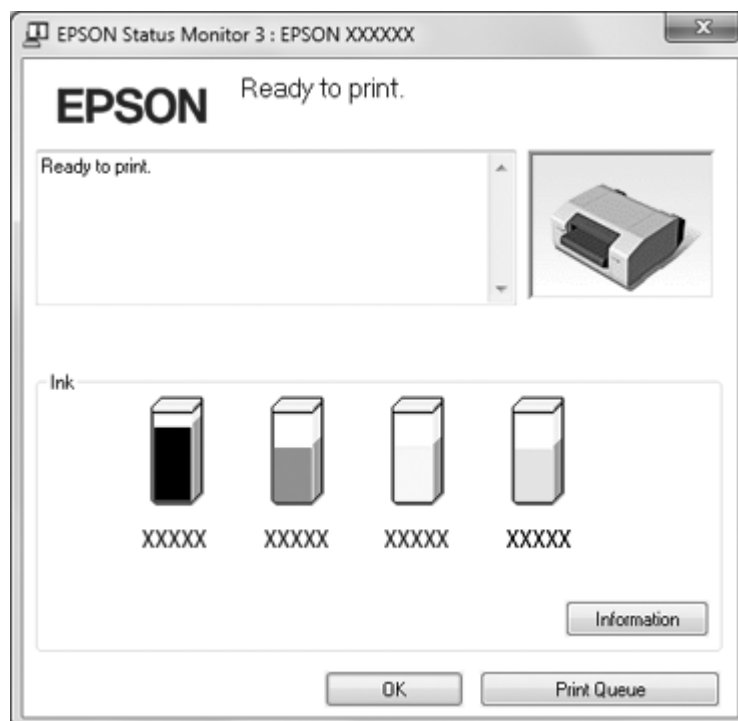 EPSON Status Monitor 3 : EPSON XXXXXX
X
EPSON
Ready to print.
Ready to print.
Ink
XXXXX XXXXX XXXXX XXXXX
Information
OK Print Queue